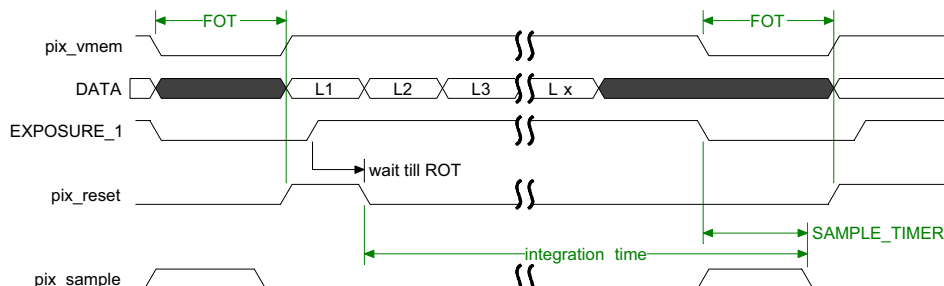 FOT FOT
pix_vmem
DATA L1 L2 L3 L x
EXPOSURE_1
wait till ROT
pix_reset
SAMPLE_TIMER
integration time
pix_sample